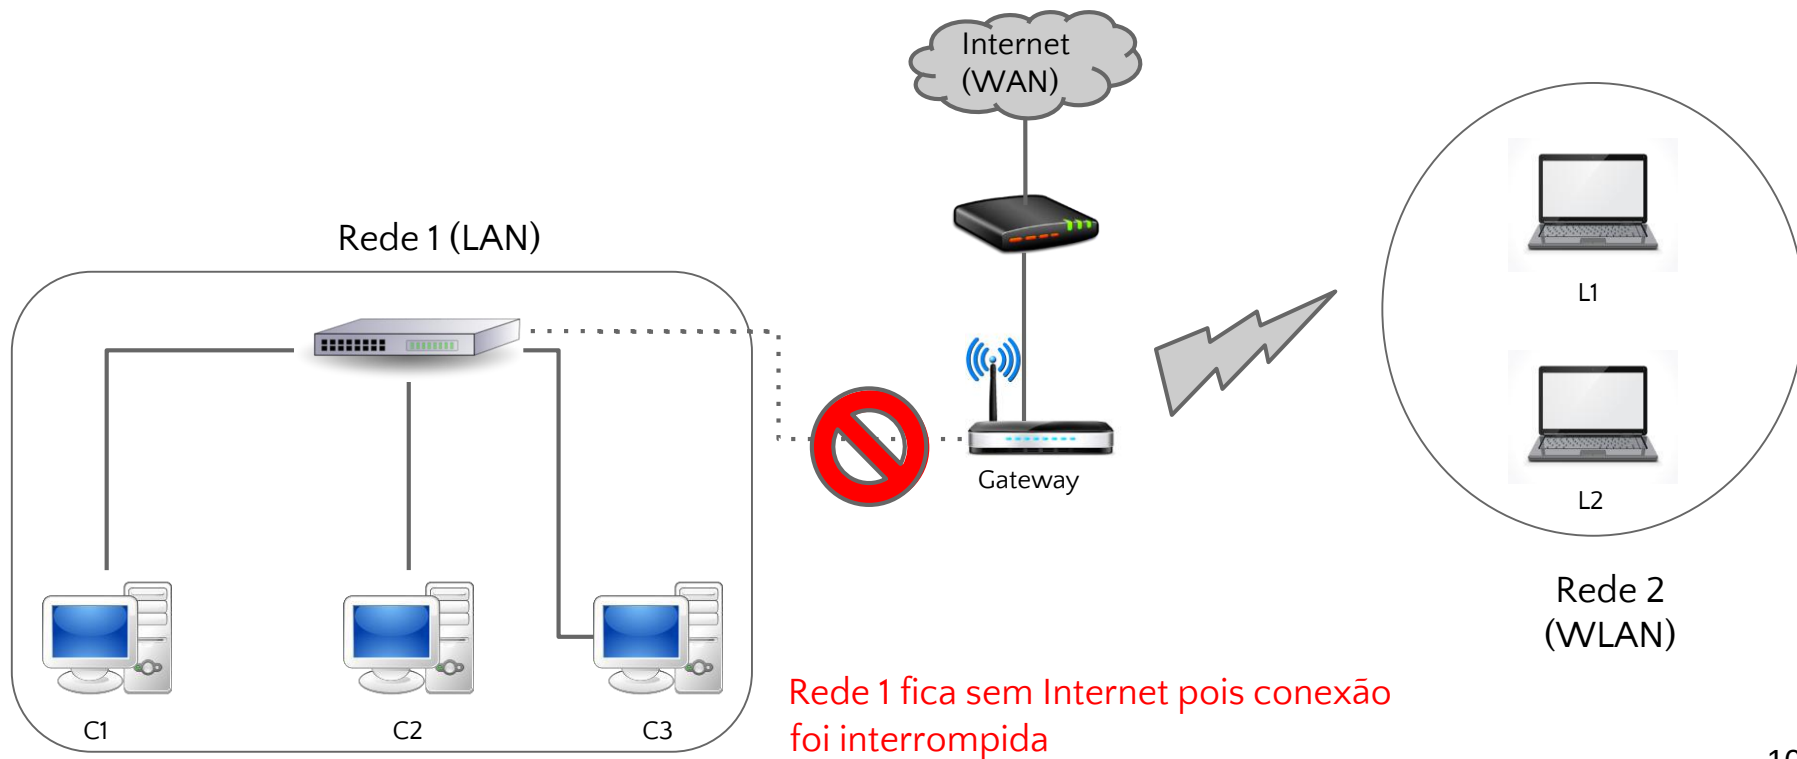 Internet
(WAN)
Rede 1 (LAN)
L1
Gateway
L2
Rede 2
(WLAN)
Rede 1 fica sem Internet pois conexão
foi interrompida
C1
C2
C3